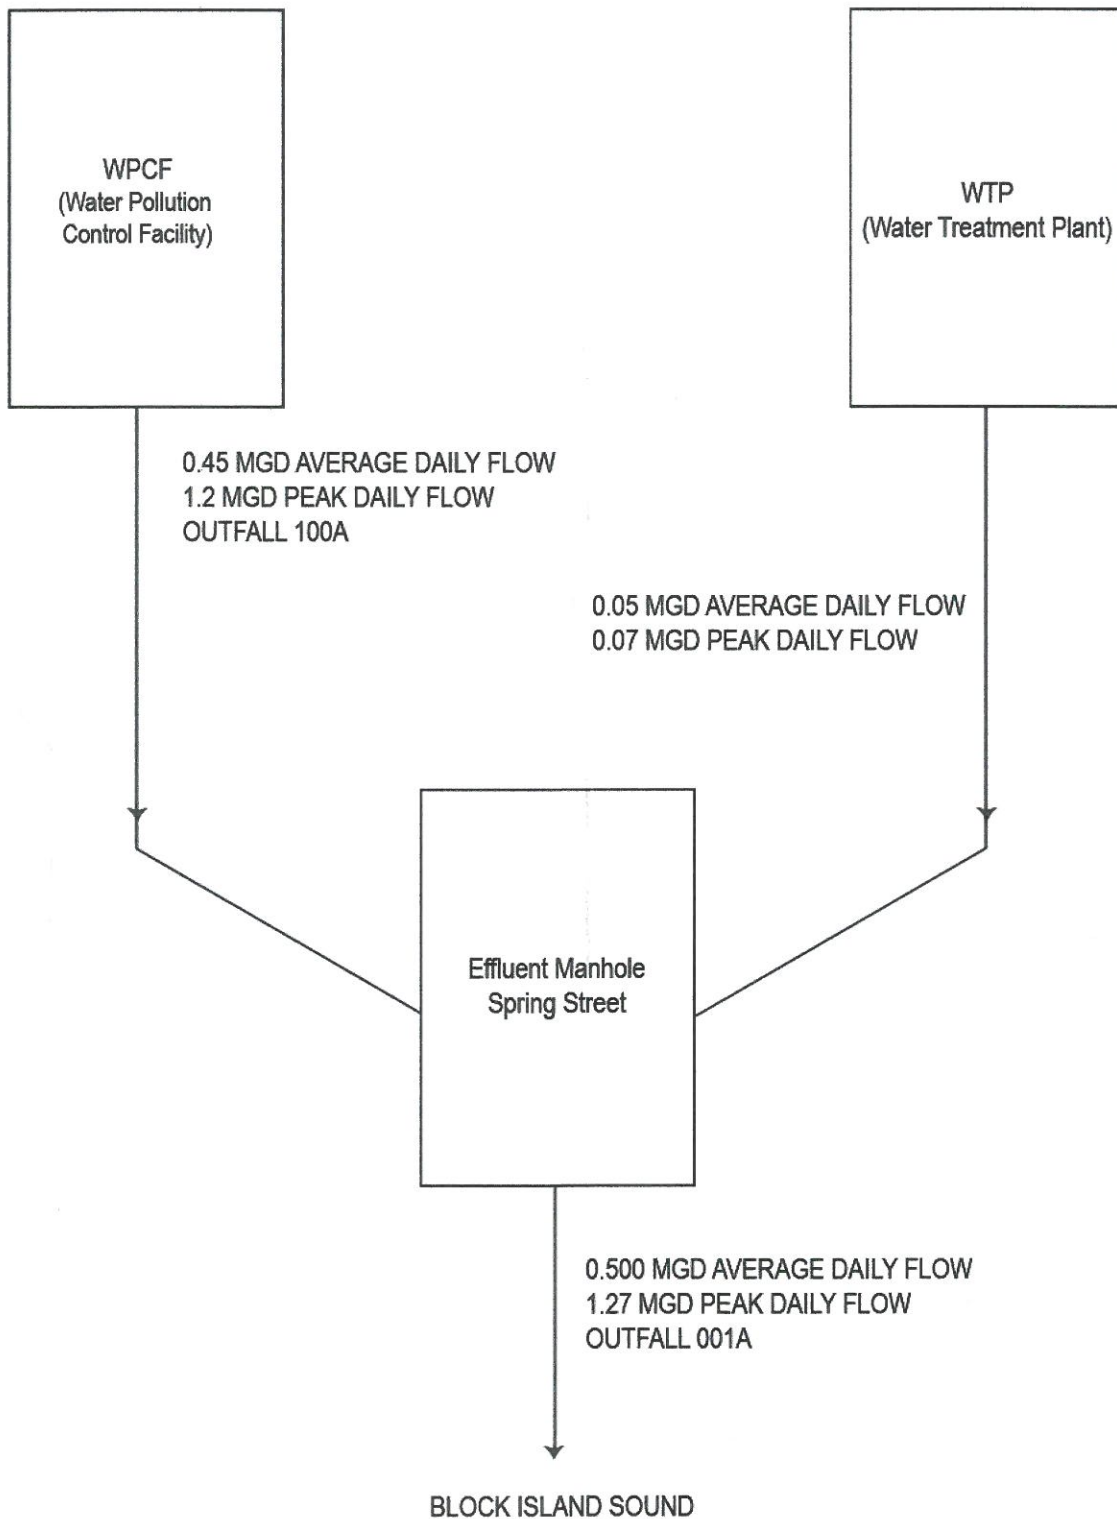 WPCF
(Water Pollution
Control Facility)
WTP
(Water Treatment Plant)
0.45 MGD AVERAGE DAILY FLOW
1.2 MGD PEAK DAILY FLOW
OUTFALL 100A
0.05 MGD AVERAGE DAILY FLOW
0.07 MGD PEAK DAILY FLOW
Effluent Manhole
Spring Street
0.500 MGD AVERAGE DAILY FLOW
1.27 MGD PEAK DAILY FLOW
OUTFALL 001A
BLOCK ISLAND SOUND